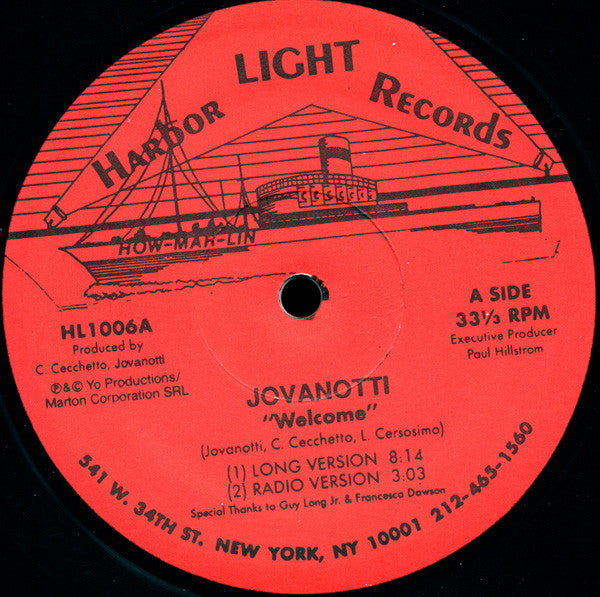 HARBOR LIGHT RECORDS
HOW-MAH-LIN
HL1006A
Produced by
C. Cecchetto, Jovanotti
℗&© Yo Productions/
Marton Corporation SRL
A SIDE
33⅓ RPM
Executive Producer
Paul Hillstrom
JOVANOTTI
"Welcome"
(Jovanotti, C. Cecchetto, L. Cersosimo)
(1) LONG VERSION 8:14
(2) RADIO VERSION 3:03
Special Thanks to Guy Long Jr. & Francesca Dawson
541 W. 34TH ST. NEW YORK, NY 10001 212-465-1560